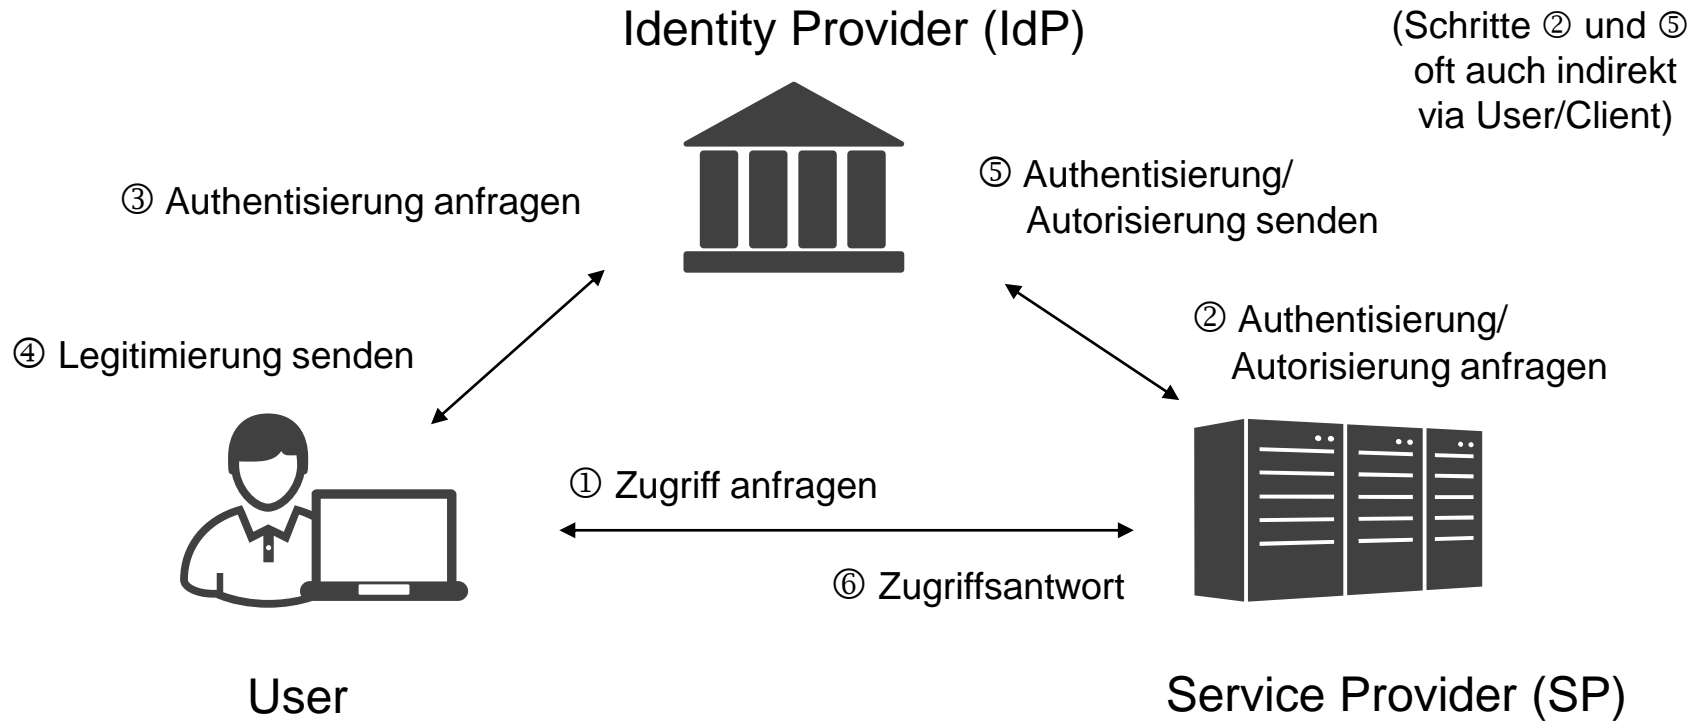 Identity Provider (IdP)
(Schritte ② und ⑤
oft auch indirekt
via User/Client)
③ Authentisierung anfragen
⑤ Authentisierung/
Autorisierung senden
④ Legitimierung senden
② Authentisierung/
Autorisierung anfragen
① Zugriff anfragen
⑥ Zugriffsantwort
User
Service Provider (SP)